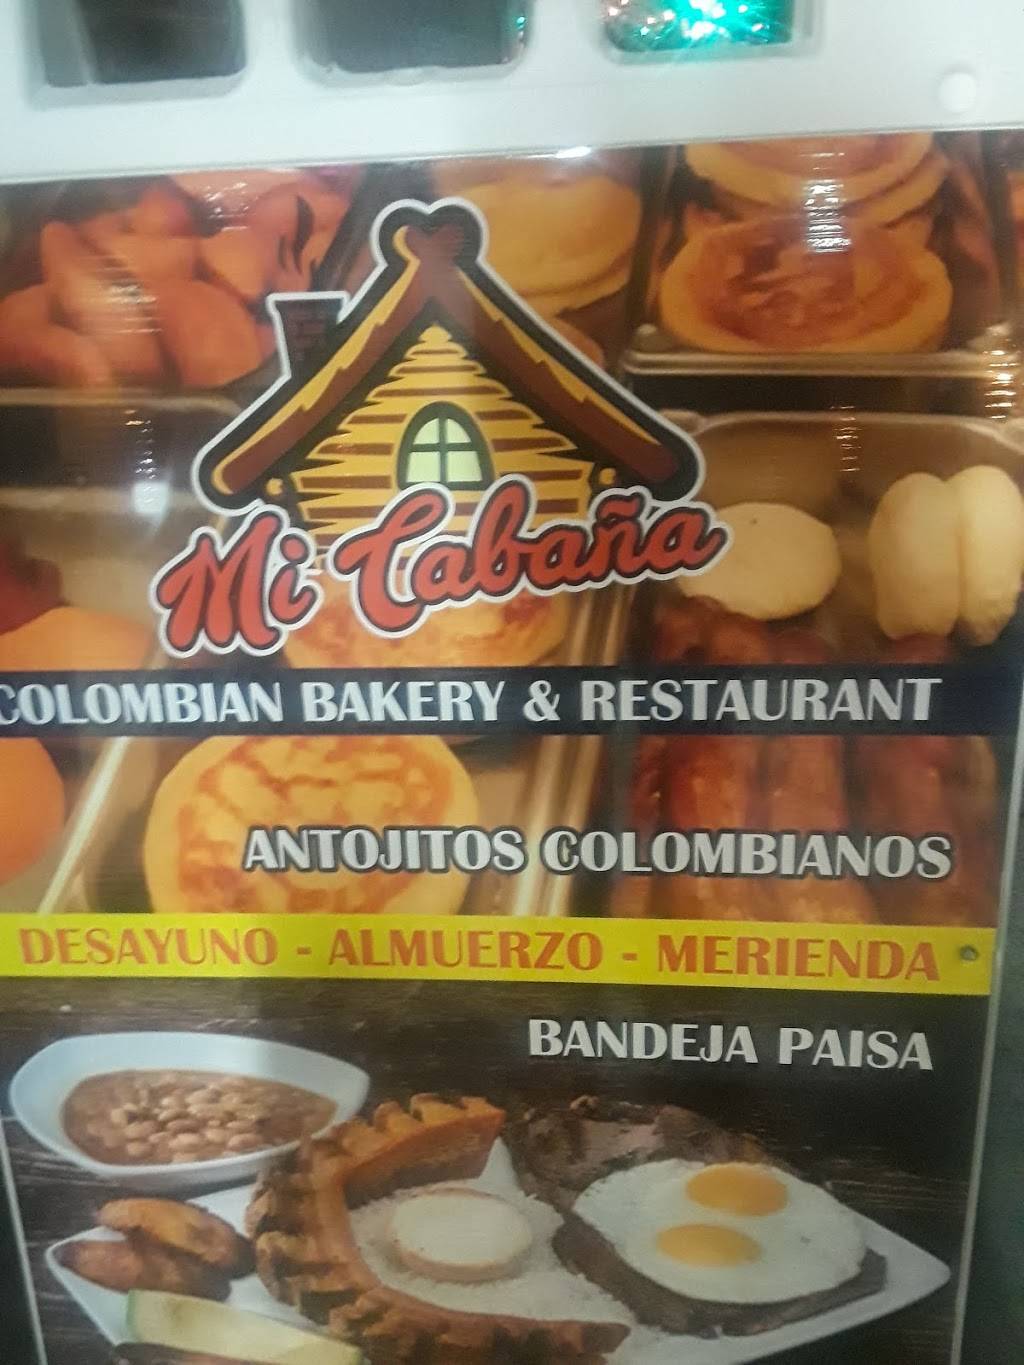 Mi Cabaña
COLOMBIAN BAKERY & RESTAURANT
ANTOJITOS COLOMBIANOS
DESAYUNO - ALMUERZO - MERIENDA
BANDEJA PAISA